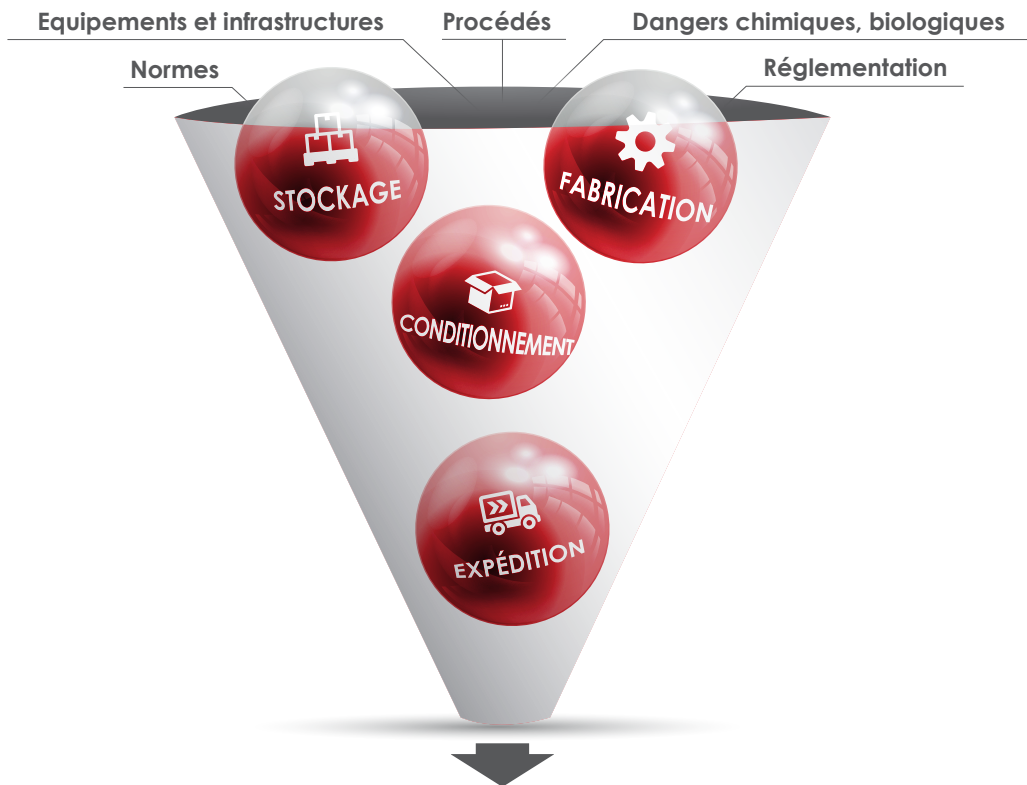 Equipements et infrastructures
Procédés
Dangers chimiques, biologiques
Normes
Réglementation
STOCKAGE
FABRICATION
CONDITIONNEMENT
EXPÉDITION